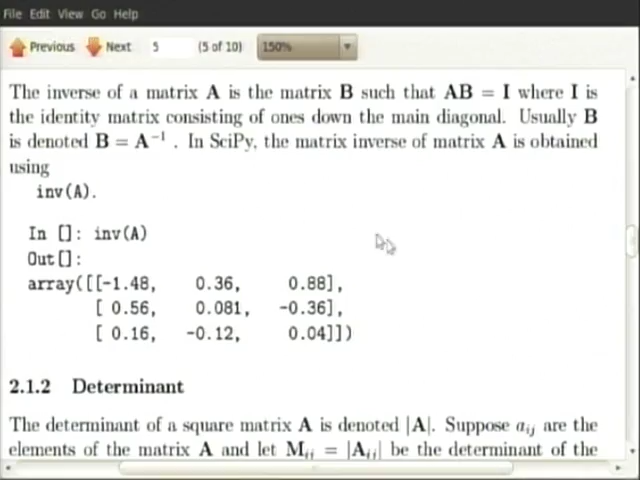 File Edit View Go Help
Previous Next 5 (5 of 10) 150%
The inverse of a matrix A is the matrix B such that AB = I where I is
the identity matrix consisting of ones down the main diagonal. Usually B
is denoted B = A⁻¹ . In SciPy, the matrix inverse of matrix A is obtained
using
inv(A).
In []: inv(A)
Out[]:
array([[-1.48, 0.36, 0.88],
[ 0.56, 0.081, -0.36],
[ 0.16, -0.12, 0.04]])
2.1.2 Determinant
The determinant of a square matrix A is denoted |A|. Suppose aᵢⱼ are the
elements of the matrix A and let Mᵢⱼ = |Aᵢⱼ| be the determinant of the